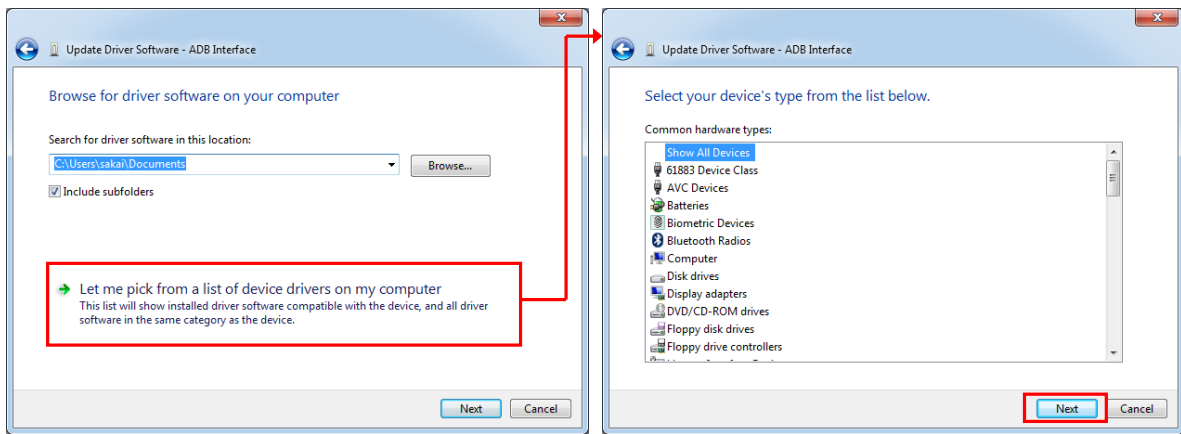 Update Driver Software - ADB Interface
Browse for driver software on your computer
Search for driver software in this location:
C:\Users\sakai\Documents
Browse...
Include subfolders
Let me pick from a list of device drivers on my computer
This list will show installed driver software compatible with the device, and all driver
software in the same category as the device.
Next Cancel
Update Driver Software - ADB Interface
Select your device's type from the list below.
Common hardware types:
Show All Devices
61883 Device Class
AVC Devices
Batteries
Biometric Devices
Bluetooth Radios
Computer
Disk drives
Display adapters
DVD/CD-ROM drives
Floppy disk drives
Floppy drive controllers
Next Cancel